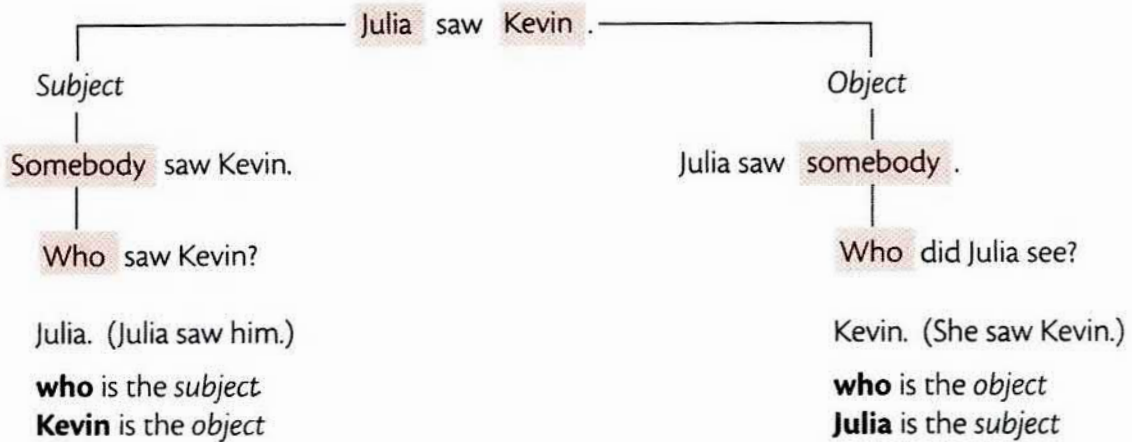 Julia saw Kevin .
Subject
Object
Somebody saw Kevin.
Julia saw somebody .
Who saw Kevin?
Who did Julia see?
Julia. (Julia saw him.)
Kevin. (She saw Kevin.)
who is the subject
who is the object
Kevin is the object
Julia is the subject